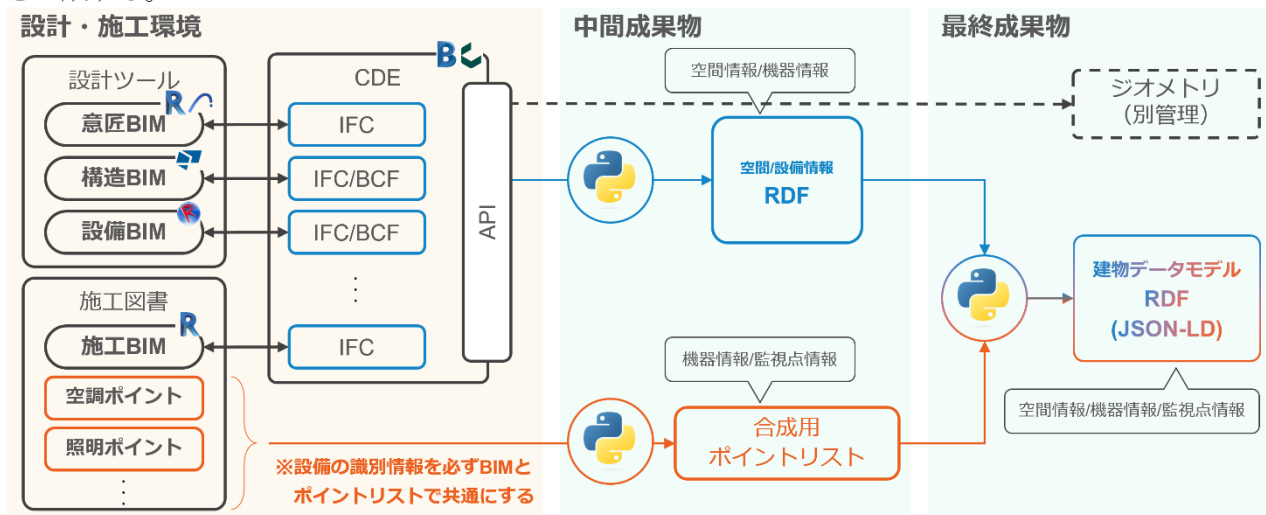 設計・施工環境
設計ツール
意匠BIM
構造BIM
設備BIM
施工図書
施工BIM
空調ポイント
照明ポイント
CDE
IFC
IFC/BCF
IFC/BCF
IFC
API
※設備の識別情報を必ずBIMと
ポイントリストで共通にする
中間成果物
空間情報/機器情報
空間/設備情報
RDF
機器情報/監視点情報
合成用
ポイントリスト
最終成果物
ジオメトリ
(別管理)
建物データモデル
RDF
(JSON-LD)
空間情報/機器情報/監視点情報